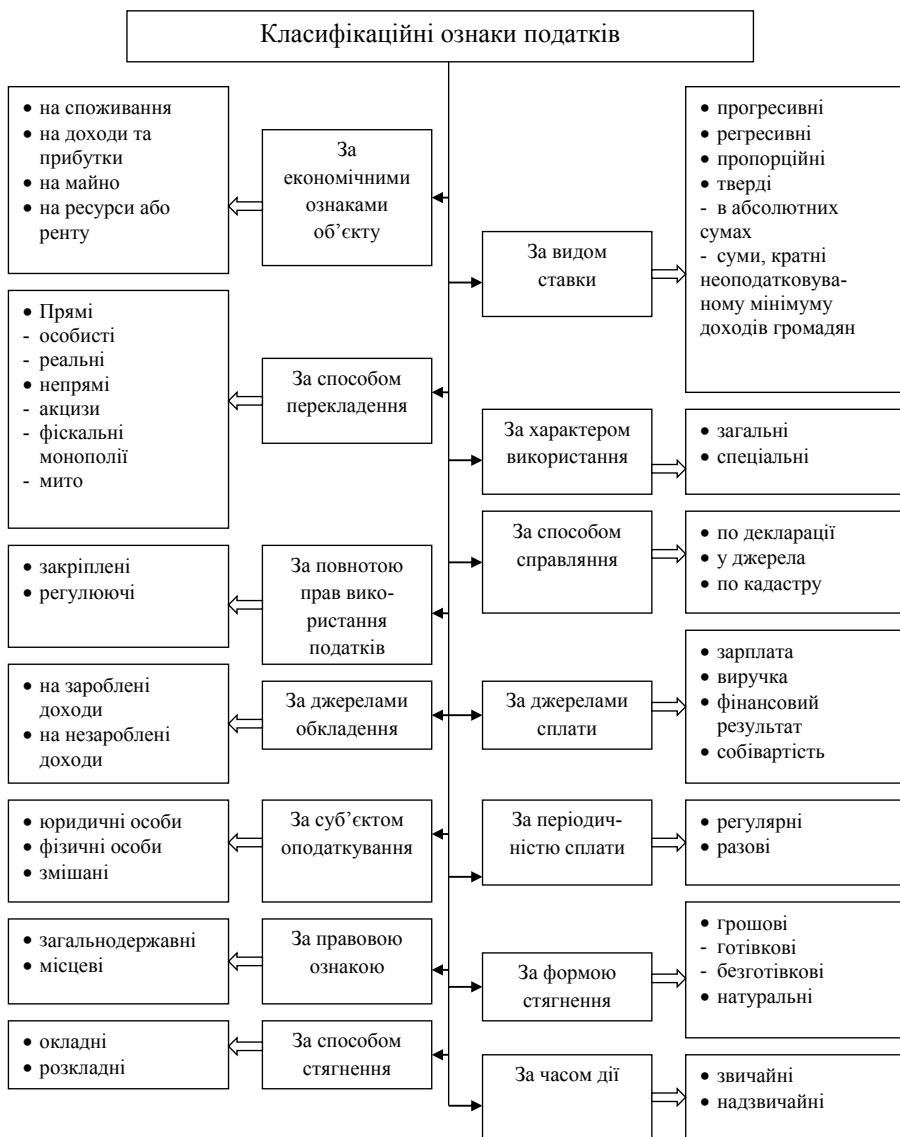 Класифікаційні ознаки податків
• на споживання
• на доходи та
прибутки
• на майно
• на ресурси або
ренту
За
економічними
ознаками
об’єкту
• прогресивні
• регресивні
• пропорційні
• тверді
- в абсолютних
сумах
- суми, кратні
неоподатковува-
ному мінімуму
доходів громадян
За видом
ставки
• Прямі
- особисті
- реальні
• непрямі
- акцизи
- фіскальні
монополії
- мито
За способом
перекладення
За характером
використання
• загальні
• спеціальні
За способом
справляння
• по декларації
• у джерела
• по кадастру
• закріплені
• регулюючі
За повнотою
прав вико-
ристання
податків
• на зароблені
доходи
• на незароблені
доходи
За джерелами
обкладення
За джерелами
сплати
• зарплата
• виручка
• фінансовий
результат
• собівартість
• юридичні особи
• фізичні особи
• змішані
За суб’єктом
оподаткування
За періодич-
ністю сплати
• регулярні
• разові
• загальнодержавні
• місцеві
За правовою
ознакою
За формою
стягнення
• грошові
- готівкові
- безготівкові
• натуральні
• окладні
• розкладні
За способом
стягнення
За часом дії
• звичайні
• надзвичайні